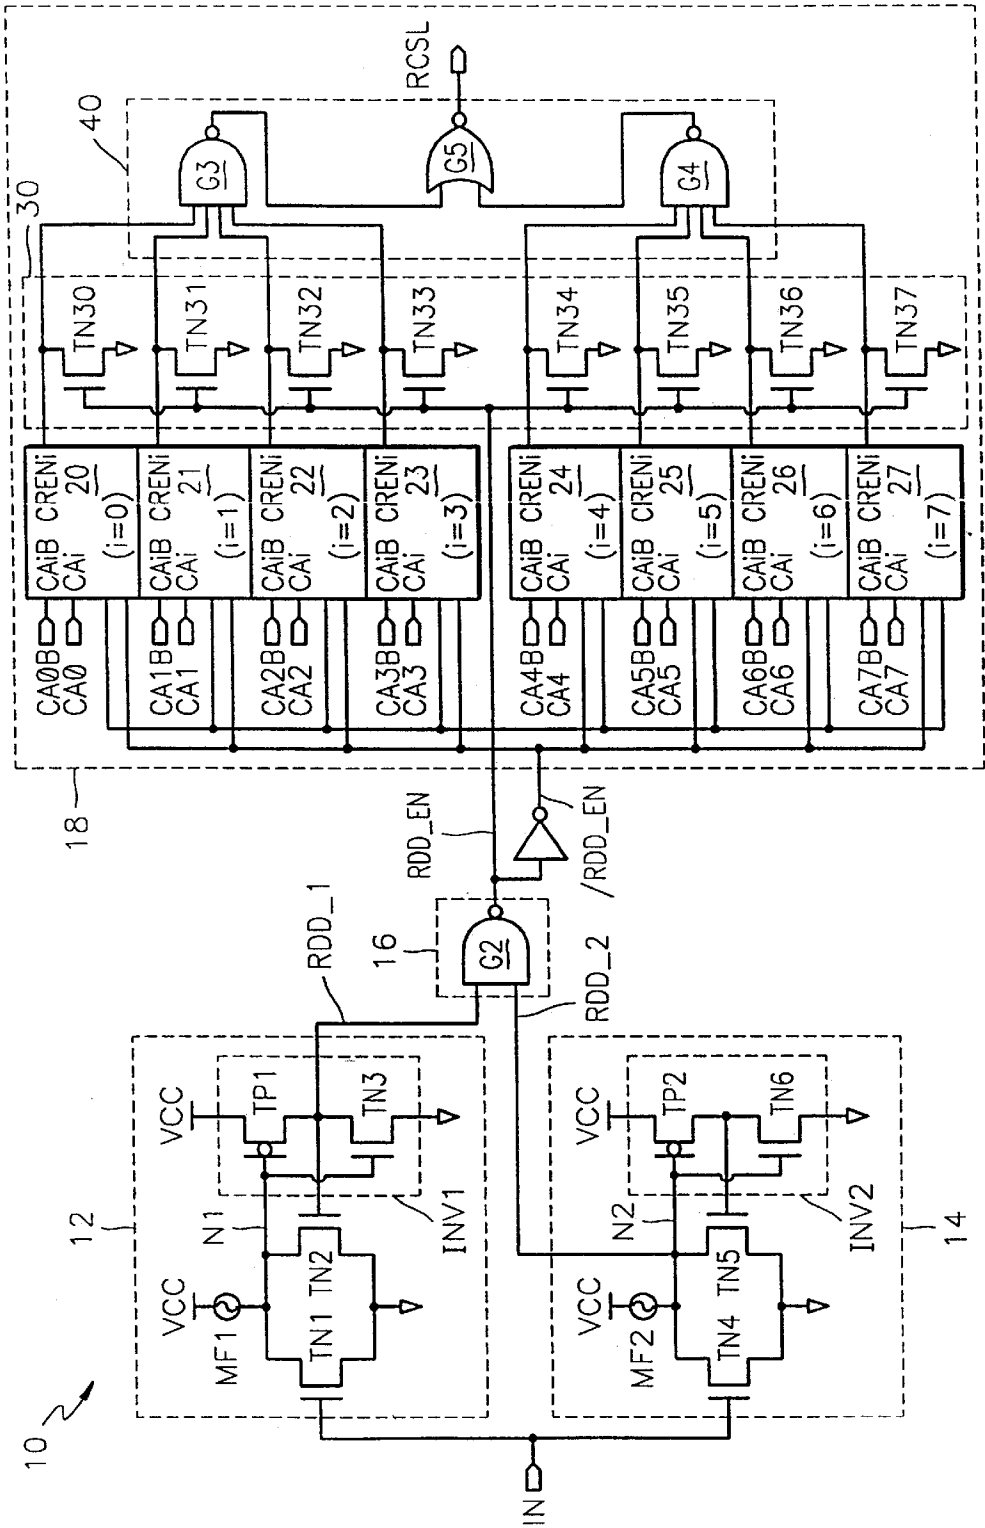 10
IN
12
VCC
MF1
TN1
TN2
N1
VCC
TP1
TN3
INV1
RDD_1
14
VCC
MF2
TN4
TN5
N2
VCC
TP2
TN6
INV2
RDD_2
16
G2
RDD_EN
/RDD_EN
18
CA0B
CA0
CAiB CRENi
CAi 20
(i=0)
CA1B
CA1
CAiB CRENi
CAi 21
(i=1)
CA2B
CA2
CAiB CRENi
CAi 22
(i=2)
CA3B
CA3
CAiB CRENi
CAi 23
(i=3)
CA4B
CA4
CAiB CRENi
CAi 24
(i=4)
CA5B
CA5
CAiB CRENi
CAi 25
(i=5)
CA6B
CA6
CAiB CRENi
CAi 26
(i=6)
CA7B
CA7
CAiB CRENi
CAi 27
(i=7)
30
TN30
TN31
TN32
TN33
TN34
TN35
TN36
TN37
40
G3
G4
G5
RCSL